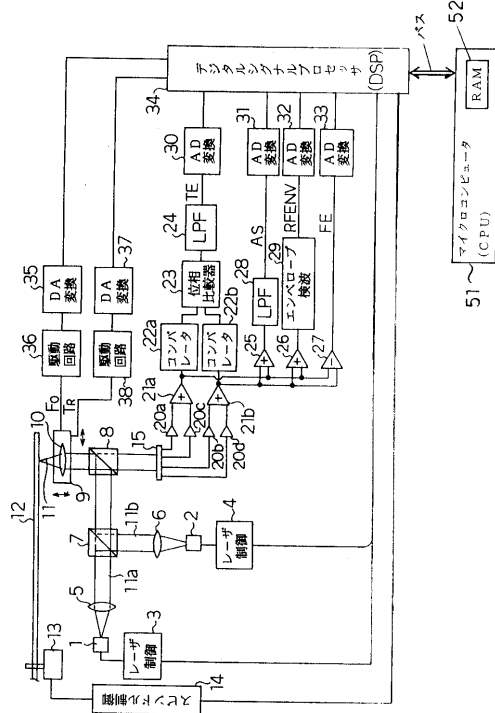 12
13
スピンドル制御
14
1
レーザ
制御
3
5
11a
7
11b
6
2
レーザ
制御
4
11
10
9
8
Fo
TR
15
駆動
回路
36
DA
変換
35
駆動
回路
38
DA
変換
37
20a
20c
20b
20d
21a
21b
22a
コンパレータ
コンパレータ
22b
23
位相
比較器
24
LPF
TE
30
AD
変換
25
28
LPF
AS
31
AD
変換
26
29
エンベロープ
検波
RFENV
32
AD
変換
27
FE
33
AD
変換
34
デジタルシグナルプロセッサ
(DSP)
バス
51
マイクロコンピュータ
(CPU)
RAM
52